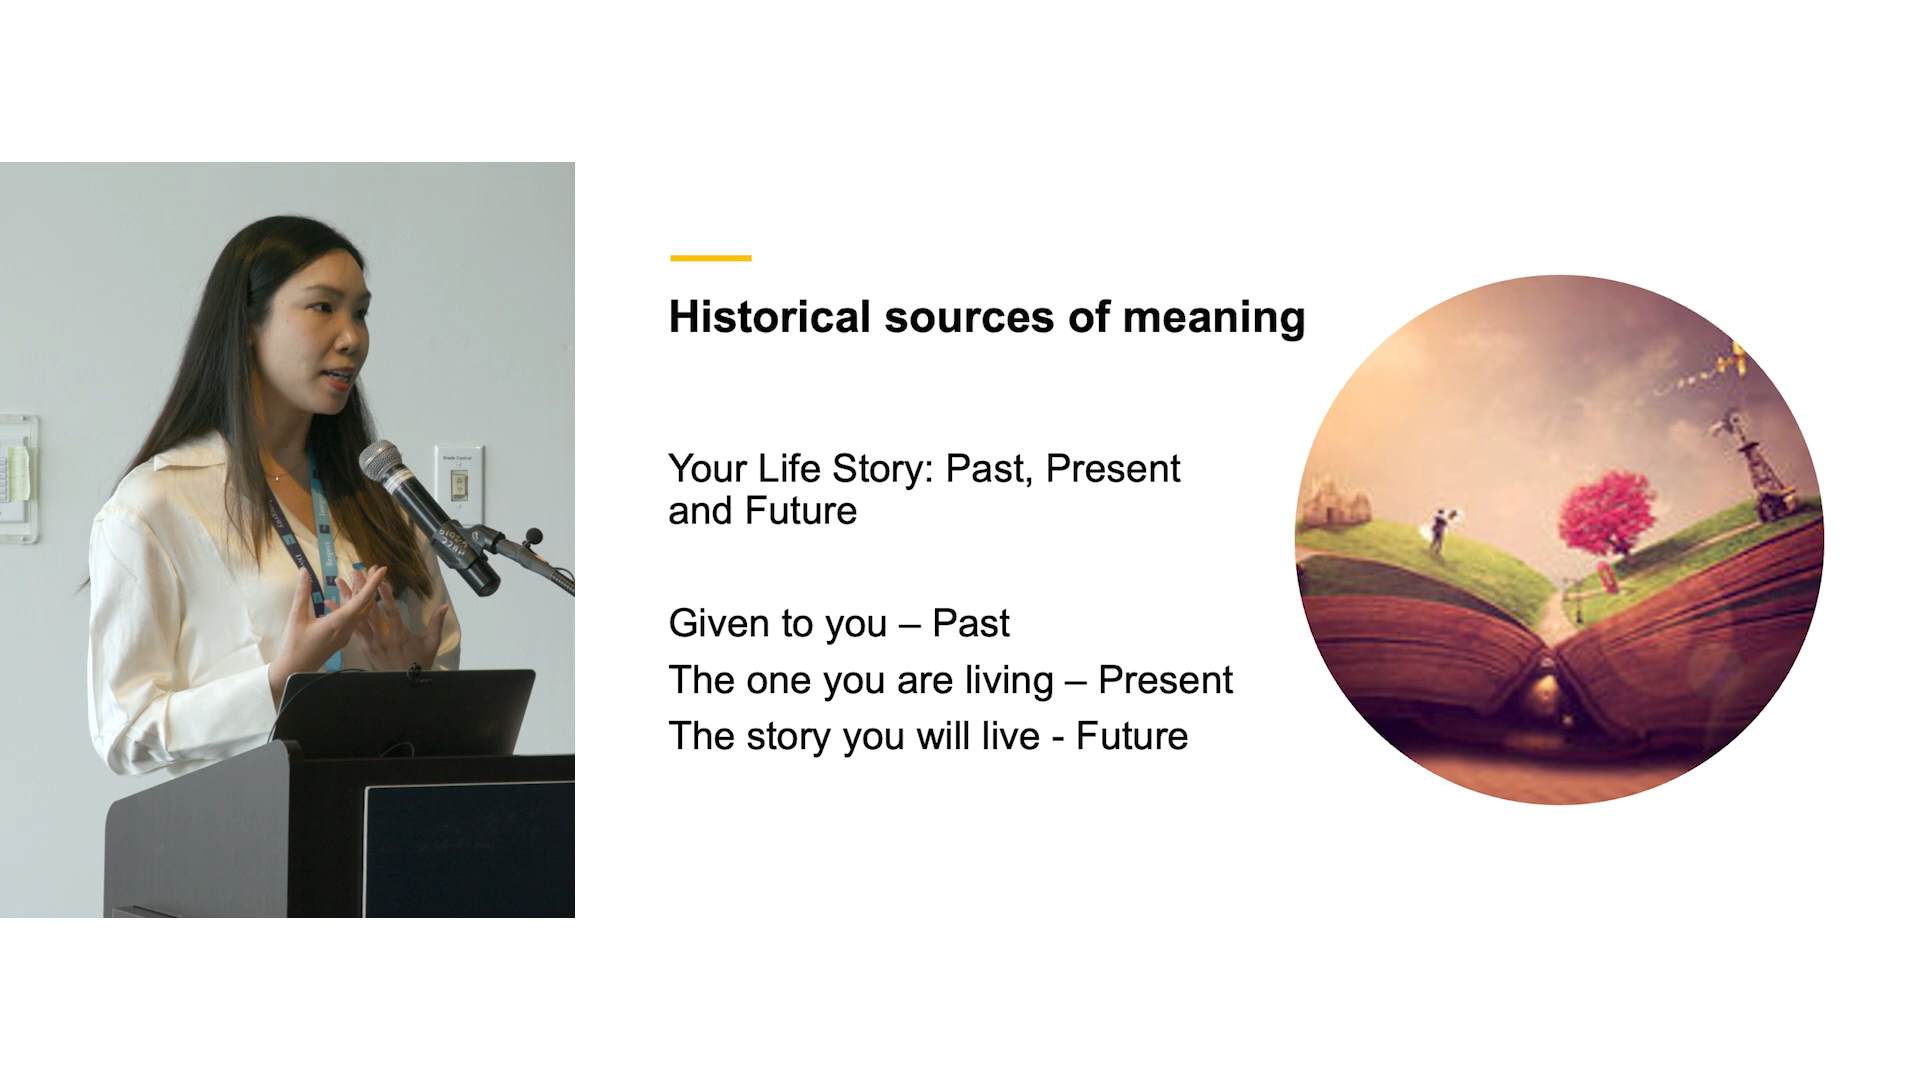 Historical sources of meaning
Your Life Story: Past, Present
and Future
Given to you – Past
The one you are living – Present
The story you will live - Future
Respect